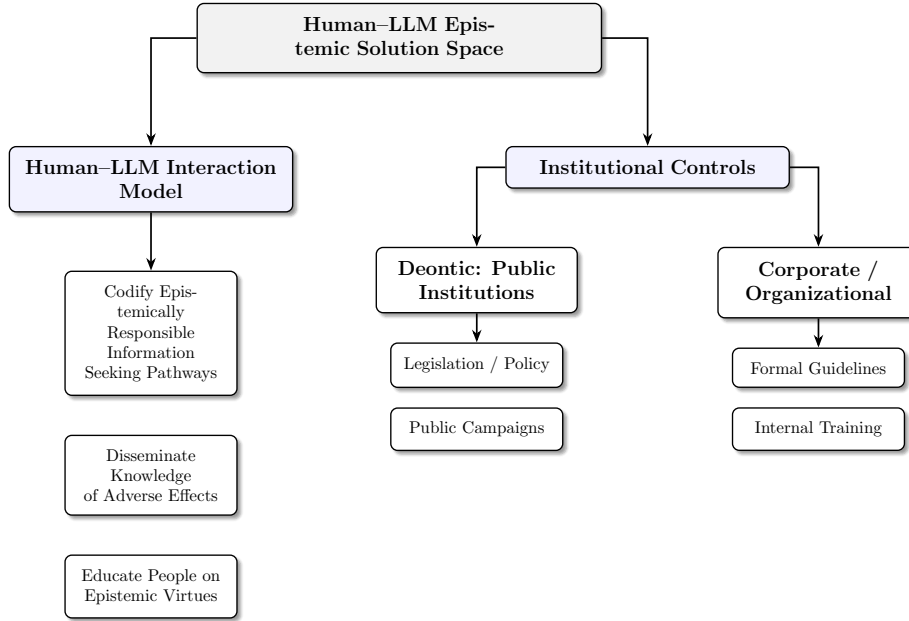 Human–LLM Epis-
temic Solution Space
Human–LLM Interaction
Model
Institutional Controls
Codify Epis-
temically
Responsible
Information
Seeking Pathways
Disseminate
Knowledge
of Adverse Effects
Educate People on
Epistemic Virtues
Deontic: Public
Institutions
Legislation / Policy
Public Campaigns
Corporate /
Organizational
Formal Guidelines
Internal Training